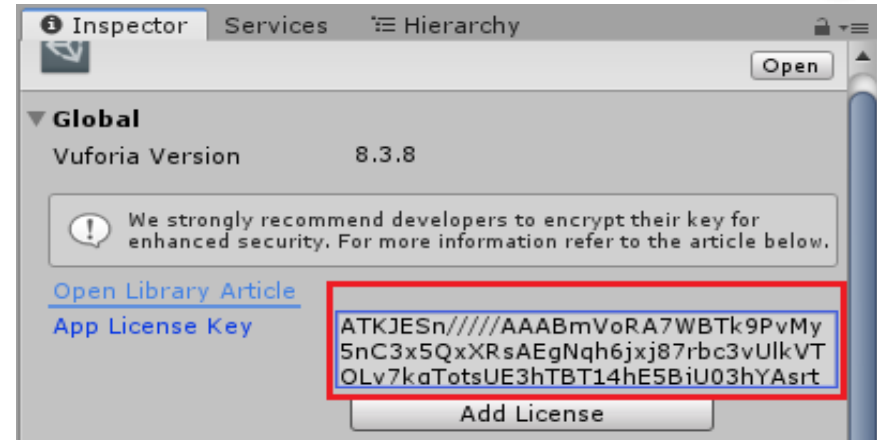 Inspector Services Hierarchy
Open
Global
Vuforia Version 8.3.8
We strongly recommend developers to encrypt their key for
enhanced security. For more information refer to the article below.
Open Library Article
App License Key
ATKJESn/////AAABmVoRA7WBTk9PvMy
5nC3x5QxXRsAEgNqh6jxj87rbc3vUlkVT
OLv7kaTotsUE3hTBT14hE5BiU03hYAsrt
Add License